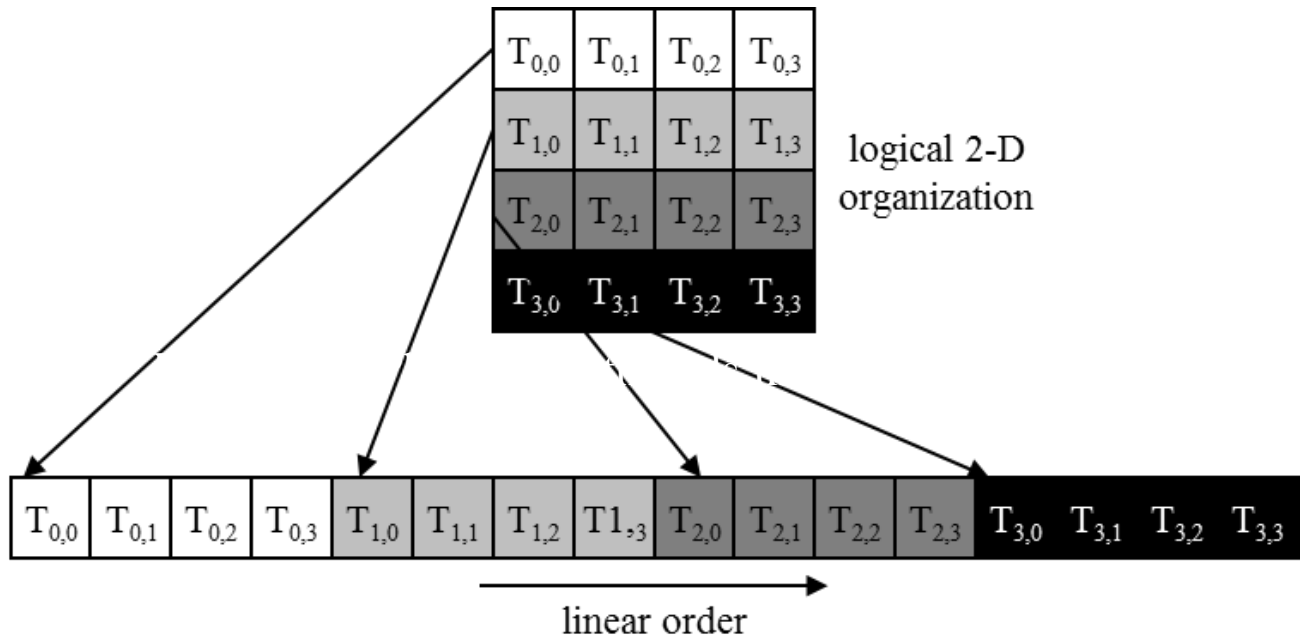 T0,0 T0,1 T0,2 T0,3
T1,0 T1,1 T1,2 T1,3
T2,0 T2,1 T2,2 T2,3
T3,0 T3,1 T3,2 T3,3
logical 2-D
organization
T0,0 T0,1 T0,2 T0,3 T1,0 T1,1 T1,2 T1,3 T2,0 T2,1 T2,2 T2,3 T3,0 T3,1 T3,2 T3,3
linear order